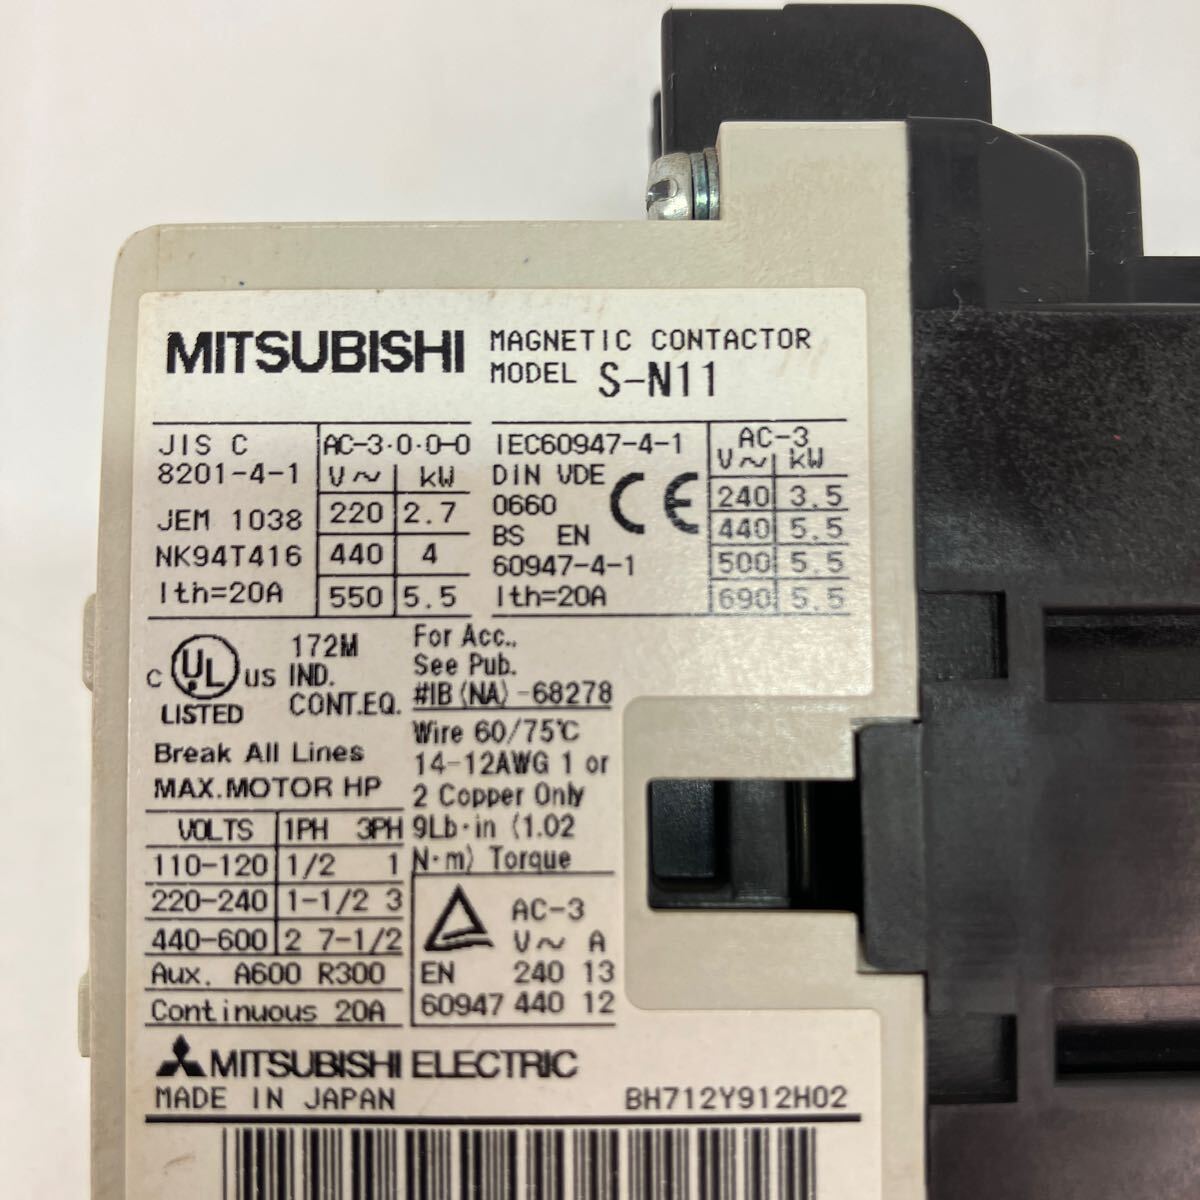 MITSUBISHI
MAGNETIC CONTACTOR
MODEL S-N11
JIS C
8201-4-1
JEM 1038
NK94T416
Ith=20A
AC-3·0·0-0
V~ kW
220 2.7
440 4
550 5.5
IEC60947-4-1
DIN VDE
0660
BS EN
60947-4-1
Ith=20A
CE
AC-3
V~ kW
240 3.5
440 5.5
500 5.5
690 5.5
C UL US
LISTED
172M
IND.
CONT.EQ.
Break All Lines
MAX.MOTOR HP
VOLTS 1PH 3PH
110-120 1/2 1
220-240 1-1/2 3
440-600 2 7-1/2
Aux. A600 R300
Continuous 20A
For Acc.,
See Pub.
#IB(NA)-68278
Wire 60/75℃
14-12AWG 1 or
2 Copper Only
9Lb·in (1.02
N·m) Torque
AC-3
V~ A
EN 240 13
60947 440 12
MITSUBISHI ELECTRIC
MADE IN JAPAN
BH712Y912H02